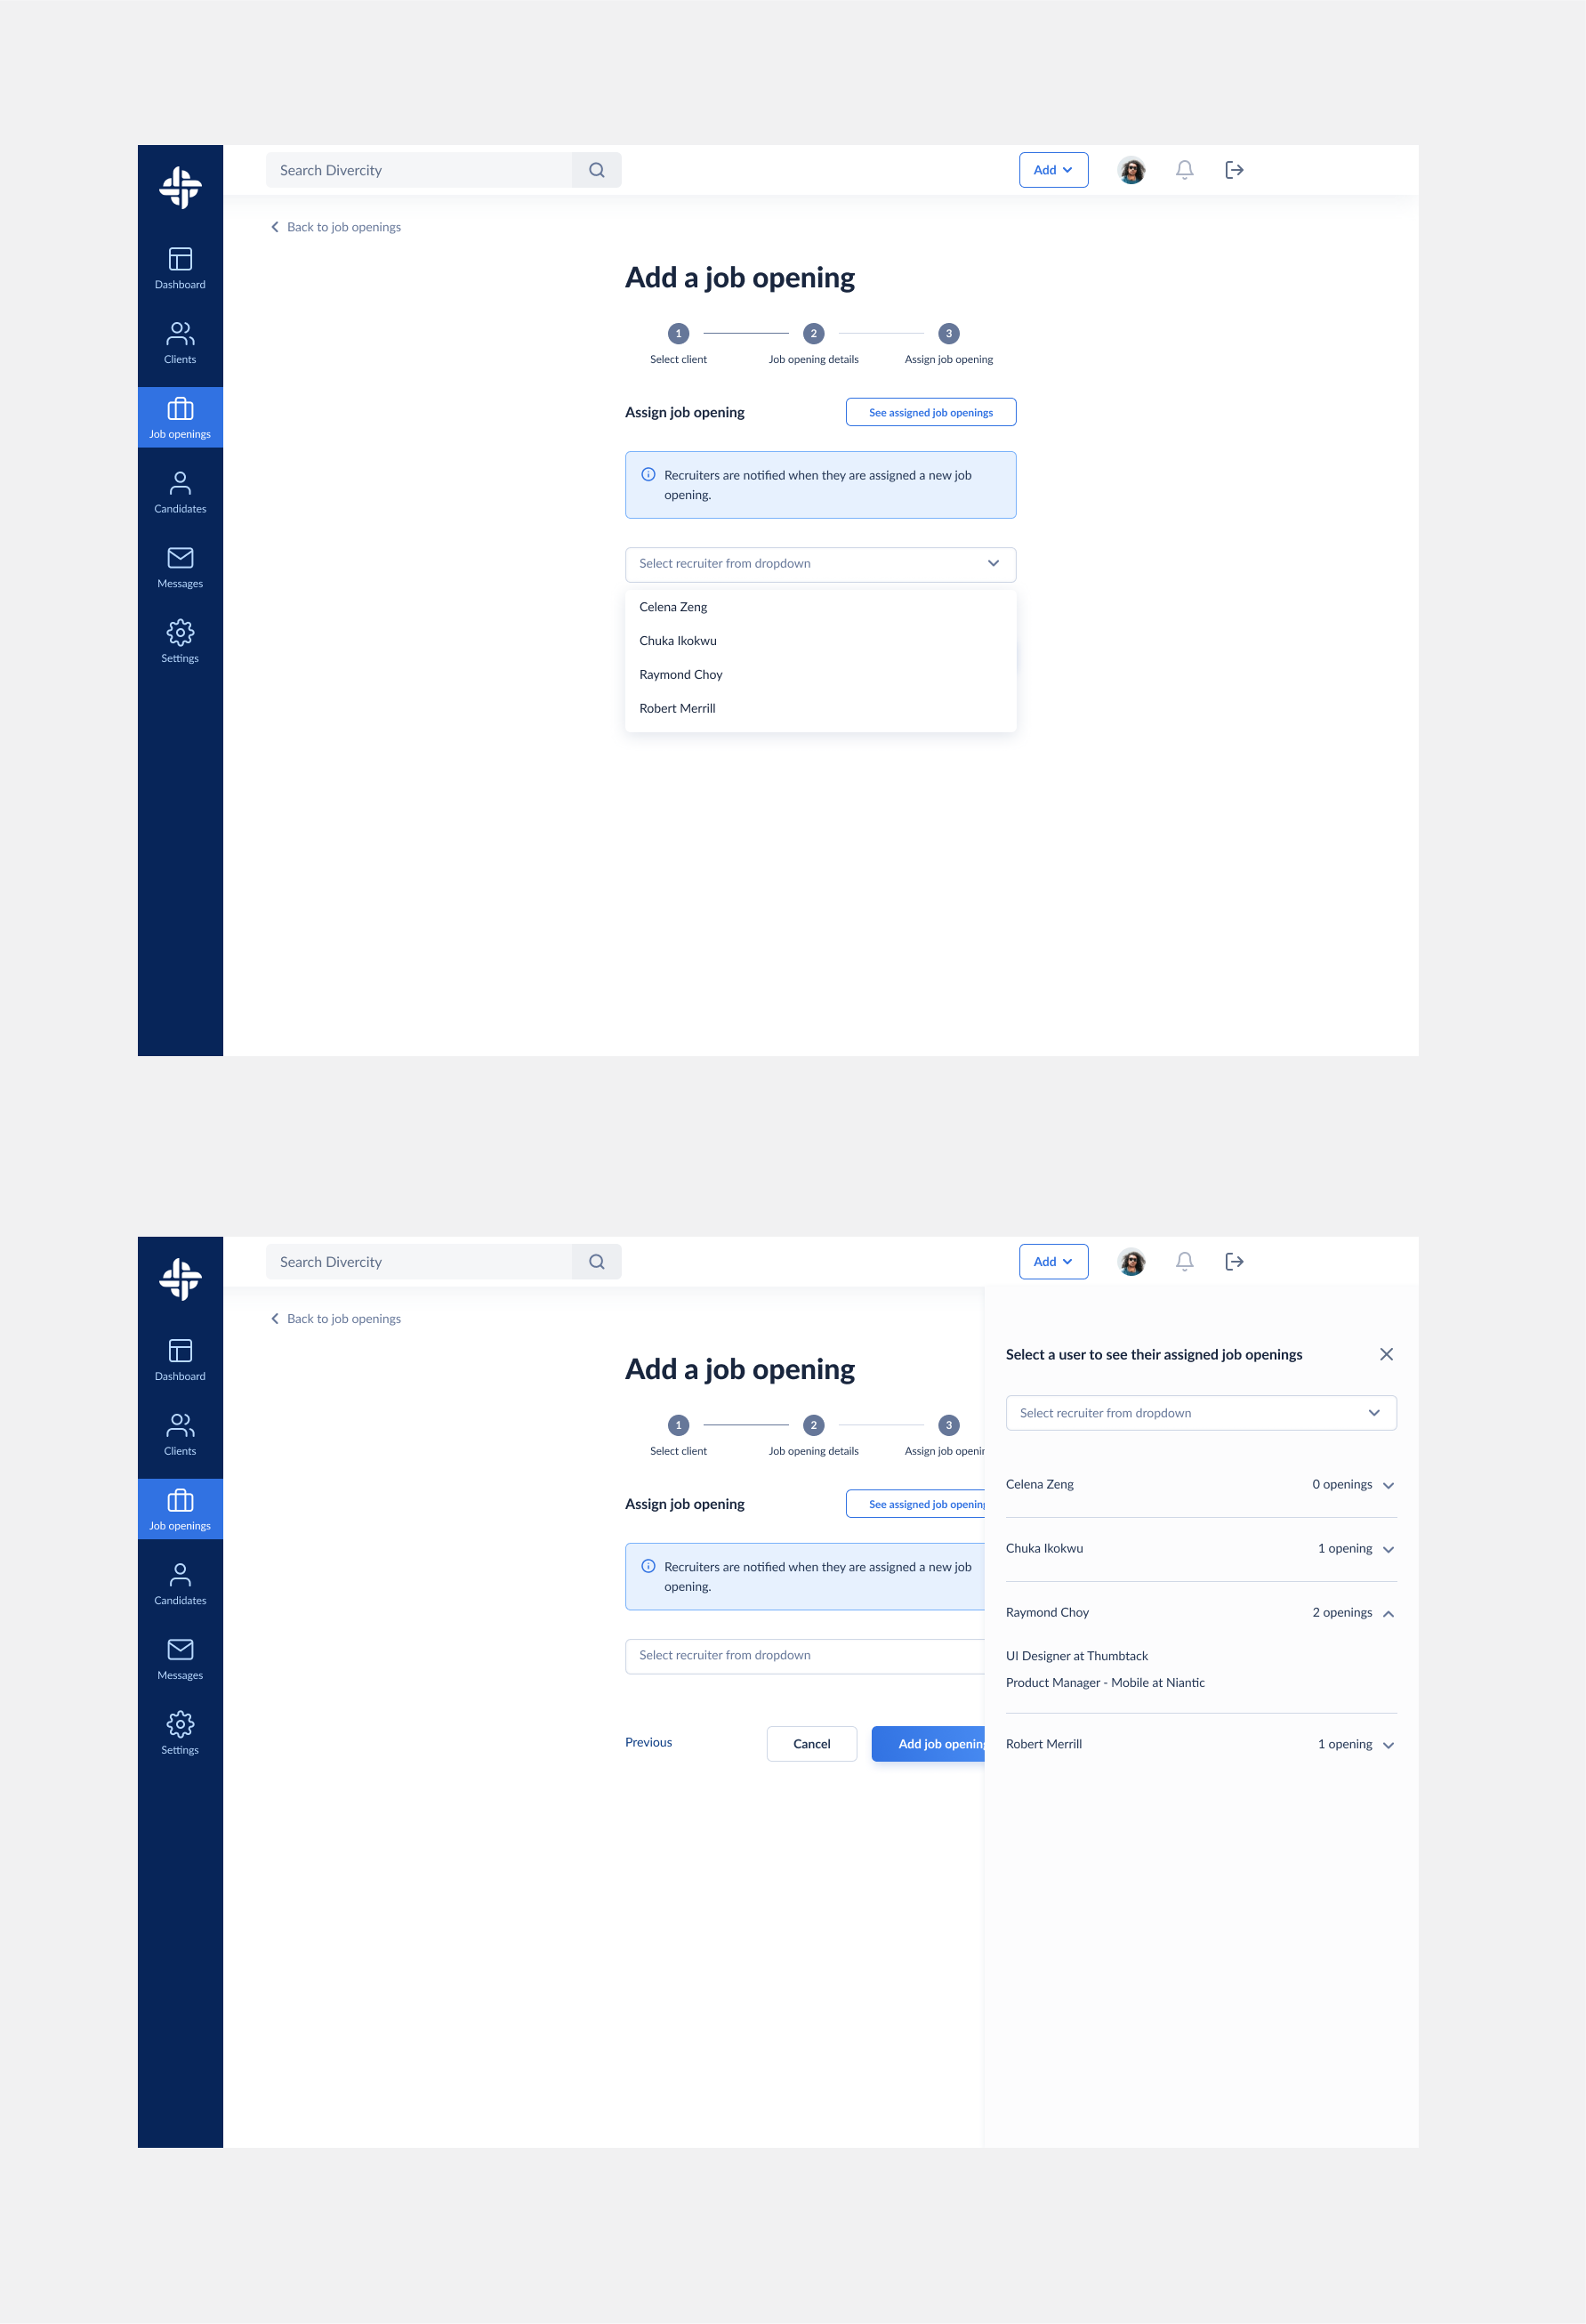 Search Divercity
Add
Back to job openings
Dashboard
Clients
Job openings
Candidates
Messages
Settings
Add a job opening
1
2
3
Select client
Job opening details
Assign job opening
Assign job opening
See assigned job openings
Recruiters are notified when they are assigned a new job
opening.
Select recruiter from dropdown
Celena Zeng
Chuka Ikokwu
Raymond Choy
Robert Merrill
Search Divercity
Add
Back to job openings
Dashboard
Clients
Job openings
Candidates
Messages
Settings
Add a job opening
1
2
3
Select client
Job opening details
Assign job openin
Assign job opening
See assigned job opening
Recruiters are notified when they are assigned a new job
opening.
Select recruiter from dropdown
Previous
Cancel
Add job opening
Select a user to see their assigned job openings
Select recruiter from dropdown
Celena Zeng 0 openings
Chuka Ikokwu 1 opening
Raymond Choy 2 openings
UI Designer at Thumbtack
Product Manager - Mobile at Niantic
Robert Merrill 1 opening